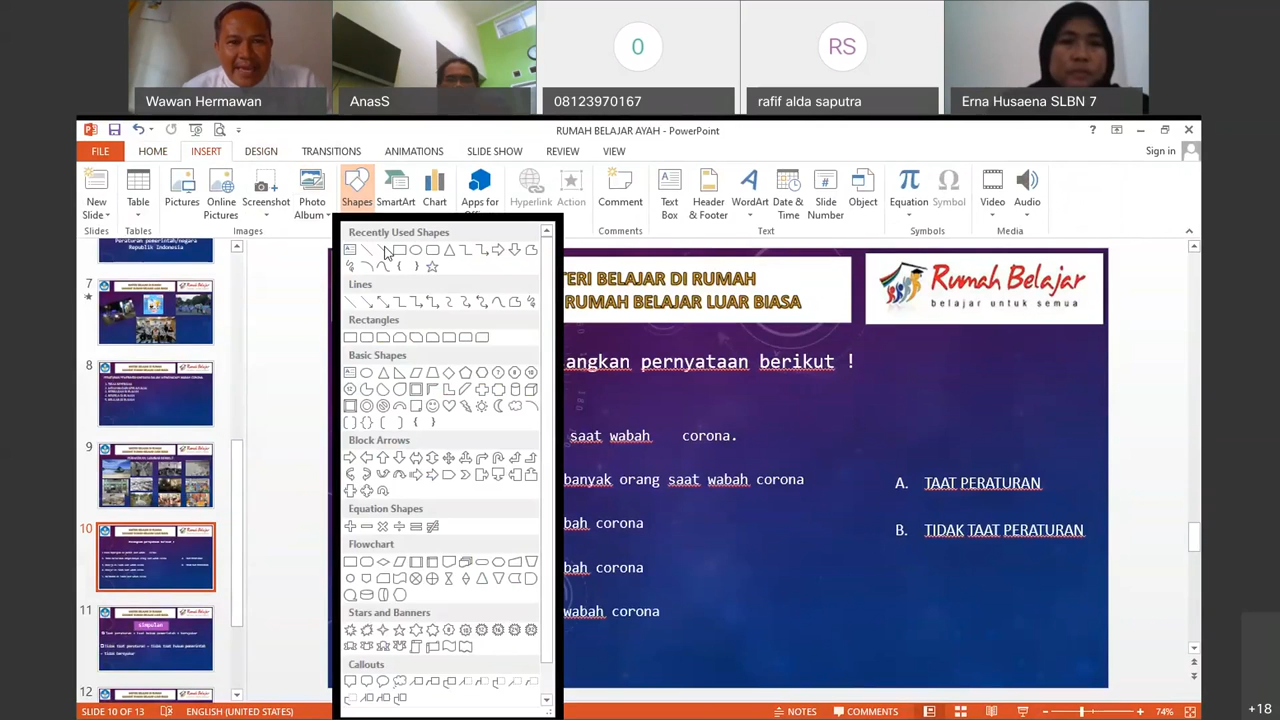 0
RS
Wawan Hermawan
AnasS
08123970167
rafif alda saputra
Erna Husaena SLBN 7
RUMAH BELAJAR AYAH - PowerPoint
FILE
HOME
INSERT
DESIGN
TRANSITIONS
ANIMATIONS
SLIDE SHOW
REVIEW
VIEW
Sign in
New Slide
Table
Pictures
Online Pictures
Screenshot
Photo Album
Shapes
SmartArt
Chart
Apps for
Hyperlink
Action
Comment
Text Box
Header & Footer
WordArt
Date & Time
Slide Number
Object
Equation
Symbol
Video
Audio
Slides
Tables
Images
Comments
Text
Symbols
Media
Recently Used Shapes
Lines
Rectangles
Basic Shapes
Block Arrows
Equation Shapes
Flowchart
Stars and Banners
Callouts
Peraturan pemerintah/negara
Republik Indonesia
7
8
9
10
11
simpulan
12
TERI BELAJAR DI RUMAH
RUMAH BELAJAR LUAR BIASA
Rumah Belajar
belajar untuk semua
angkan pernyataan berikut !
saat wabah corona.
banyak orang saat wabah corona
bah corona
bah corona
wabah corona
A. TAAT PERATURAN
B. TIDAK TAAT PERATURAN
SLIDE 10 OF 13
ENGLISH (UNITED STATES)
NOTES
COMMENTS
74%
+18